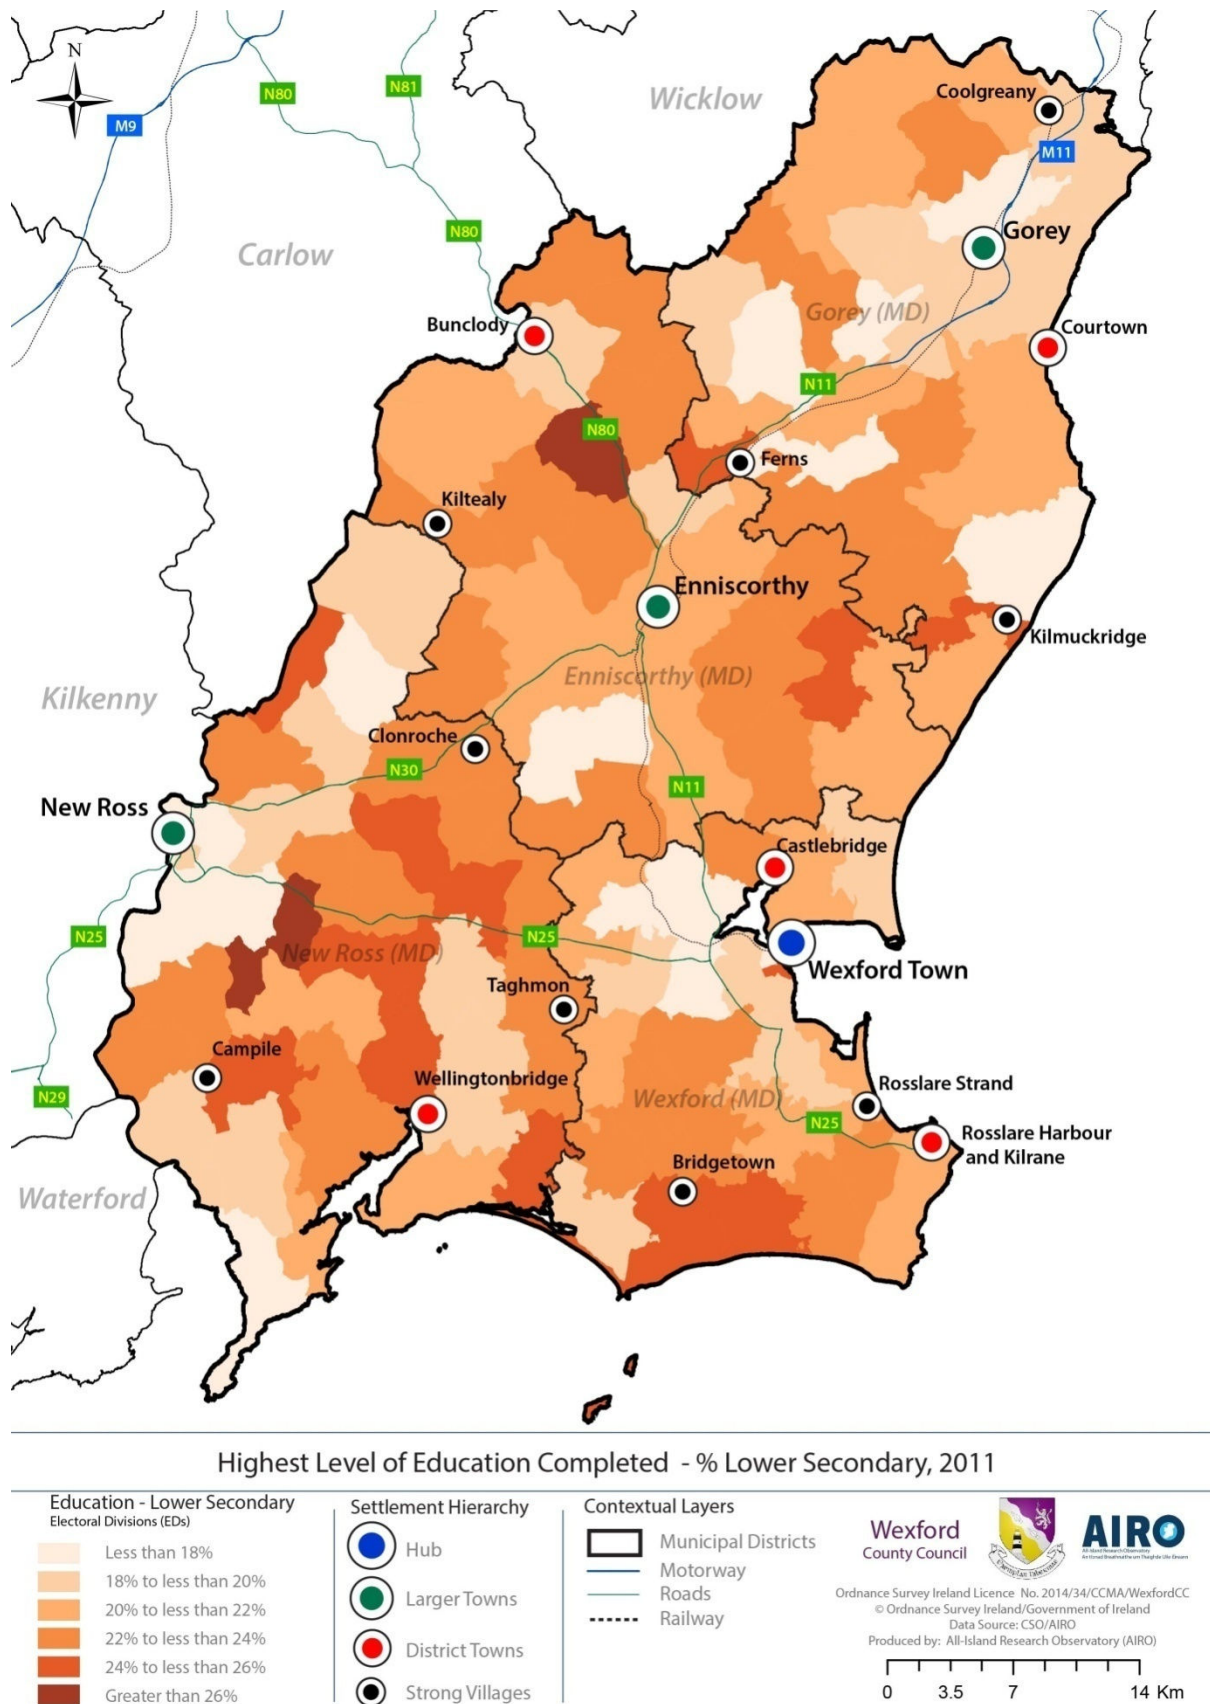 N
Wicklow
Coolgreany
N80
N81
M9
M11
N80
Gorey
Carlow
Gorey (MD)
Bunclody
Courtown
N11
N80
Ferns
Kiltealy
Enniscorthy
Kilmuckridge
Enniscorthy (MD)
Kilkenny
Clonroche
N30
N11
New Ross
Castlebridge
N25
N25
New Ross (MD)
Wexford Town
Taghmon
Campile
Wellingtonbridge
Rosslare Strand
N29
Wexford (MD)
N25
Rosslare Harbour
and Kilrane
Bridgetown
Waterford
Highest Level of Education Completed - % Lower Secondary, 2011
Education - Lower Secondary
Electoral Divisions (EDs)
Less than 18%
18% to less than 20%
20% to less than 22%
22% to less than 24%
24% to less than 26%
Greater than 26%
Settlement Hierarchy
Hub
Larger Towns
District Towns
Strong Villages
Contextual Layers
Municipal Districts
Motorway
Roads
Railway
Wexford
County Council
AIRO
All-Island Research Observatory
Ordnance Survey Ireland Licence No. 2014/34/CCMA/WexfordCC
© Ordnance Survey Ireland/Government of Ireland
Data Source: CSO/AIRO
Produced by: All-Island Research Observatory (AIRO)
0 3.5 7 14 Km